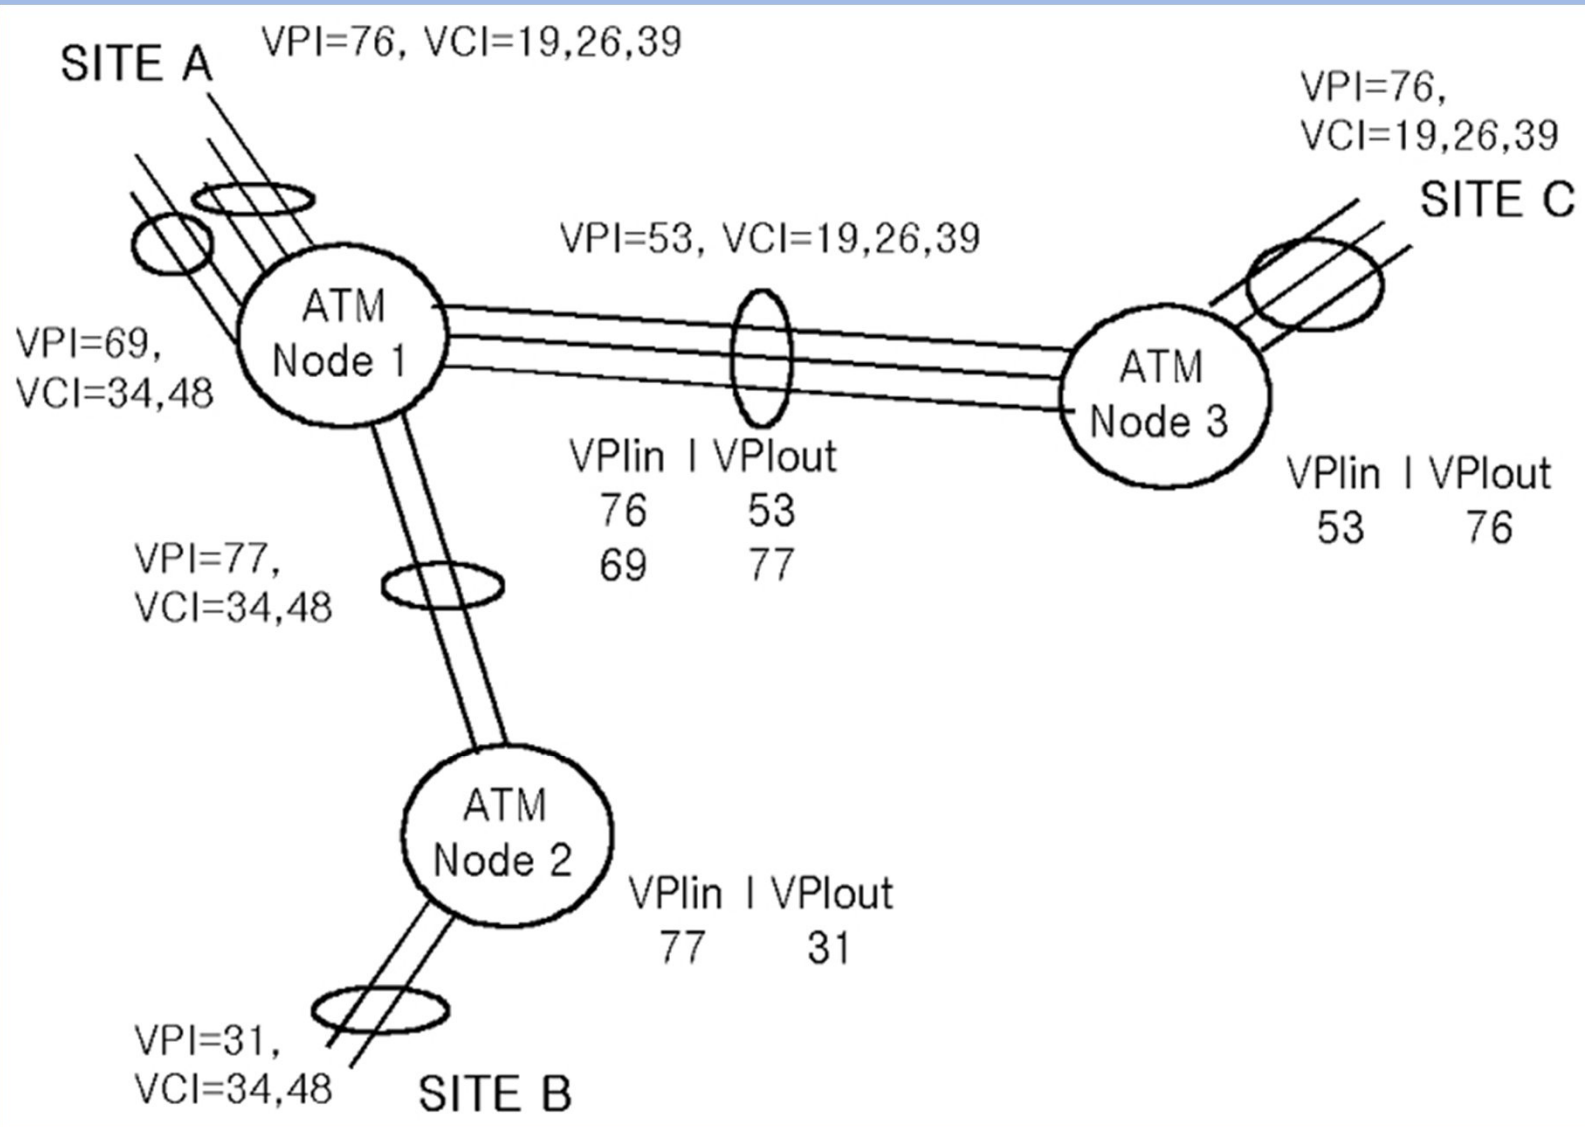 SITE A
VPI=76, VCI=19,26,39
VPI=76,
VCI=19,26,39
SITE C
VPI=53, VCI=19,26,39
ATM
Node 1
VPI=69,
VCI=34,48
ATM
Node 3
VPIin | VPIout
76 53
69 77
VPIin | VPIout
53 76
VPI=77,
VCI=34,48
ATM
Node 2
VPIin | VPIout
77 31
VPI=31,
VCI=34,48
SITE B